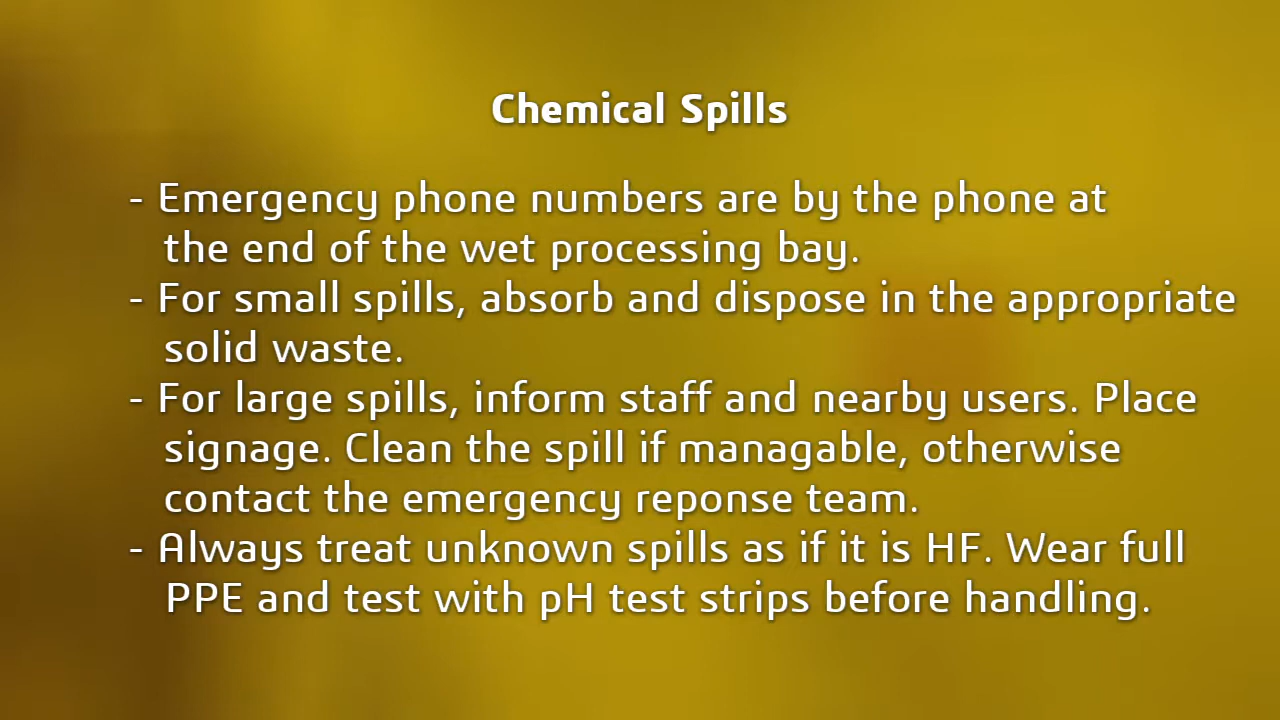 Chemical Spills
- Emergency phone numbers are by the phone at
the end of the wet processing bay.
- For small spills, absorb and dispose in the appropriate
solid waste.
- For large spills, inform staff and nearby users. Place
signage. Clean the spill if managable, otherwise
contact the emergency reponse team.
- Always treat unknown spills as if it is HF. Wear full
PPE and test with pH test strips before handling.